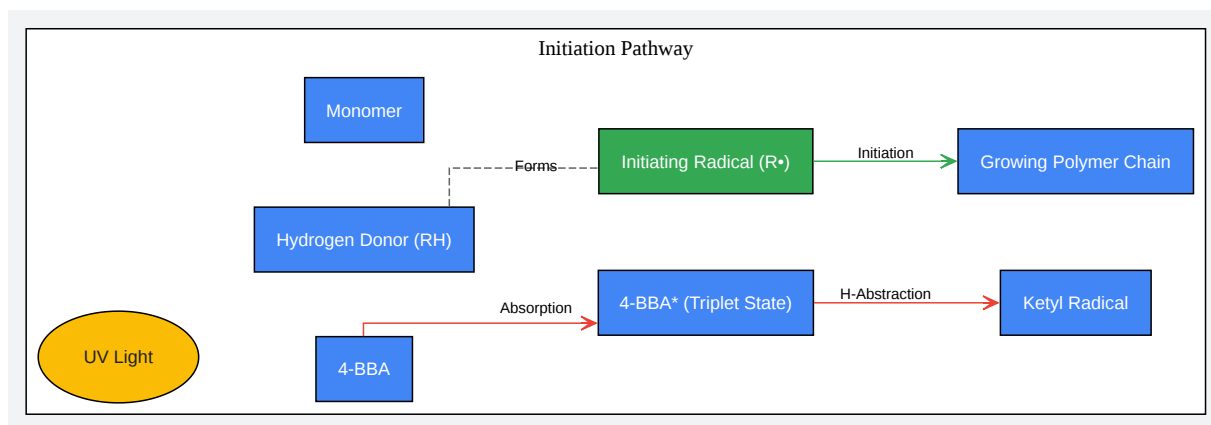 Initiation Pathway
Monomer
Forms
Initiating Radical (R•)
Initiation
Growing Polymer Chain
Hydrogen Donor (RH)
Absorption
4-BBA* (Triplet State)
H-Abstraction
Ketyl Radical
UV Light
4-BBA